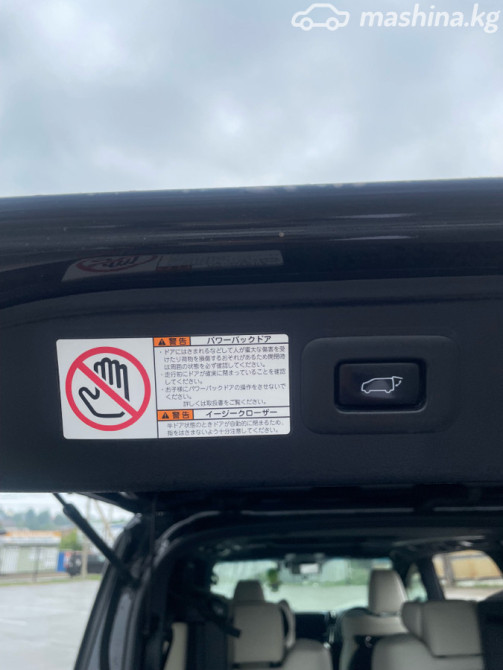 mashina.kg
警告 パワーバックドア
・ドアにはさまれるなどして人が重大な傷害を受
けたり荷物を損傷するおそれがあるため開閉時
は周囲の状態を必ず確認してください。
・走行前にドアが確実に閉まっていることを確認
してください。
・お子様にパワーバックドアの操作をさせないで
ください。
詳しくは取扱書をご覧ください。
警告 イージークローザー
半ドア状態のときドアが自動的に閉まるため、
指をはさまないよう十分注意してください。